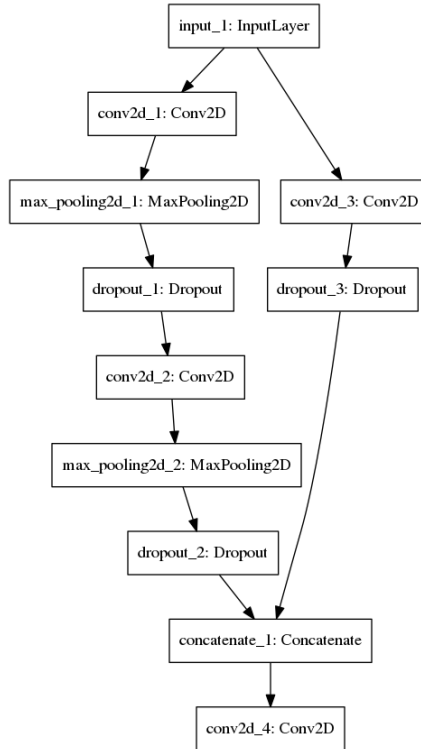 input_1: InputLayer
conv2d_1: Conv2D
max_pooling2d_1: MaxPooling2D
conv2d_3: Conv2D
dropout_1: Dropout
dropout_3: Dropout
conv2d_2: Conv2D
max_pooling2d_2: MaxPooling2D
dropout_2: Dropout
concatenate_1: Concatenate
conv2d_4: Conv2D